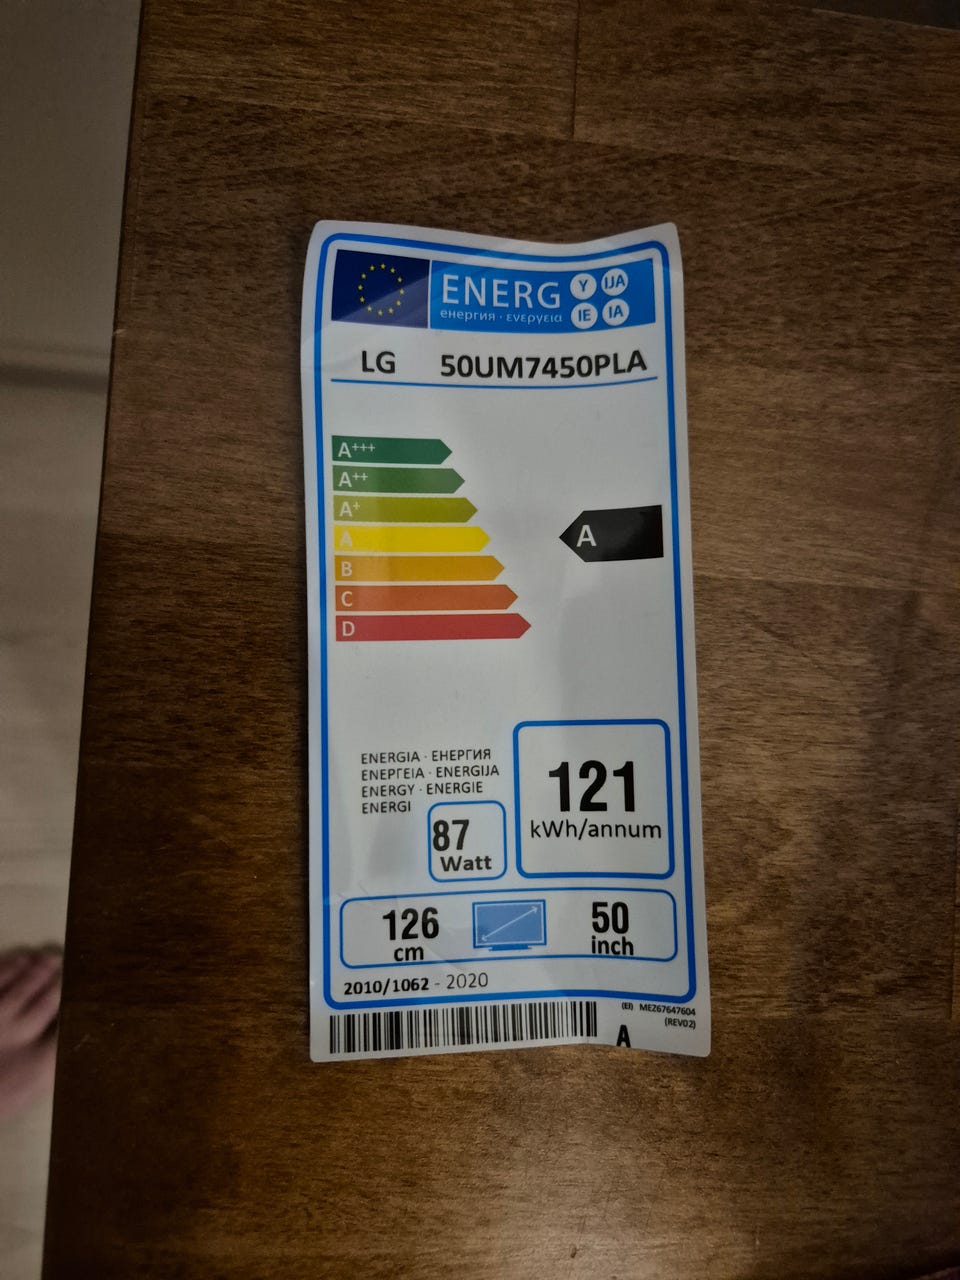 ENERG Y IJA
енергия · ενεργεια IE IA
LG 50UM7450PLA
A+++
A++
A+
A
B
C
D
A
ENERGIA · ЕНЕРГИЯ
ΕΝΕΡΓΕΙΑ · ENERGIJA
ENERGY · ENERGIE
ENERGI
87
Watt
121
kWh/annum
126
cm
50
inch
2010/1062 - 2020
(EI) MEZ67647604
(REV02)
A